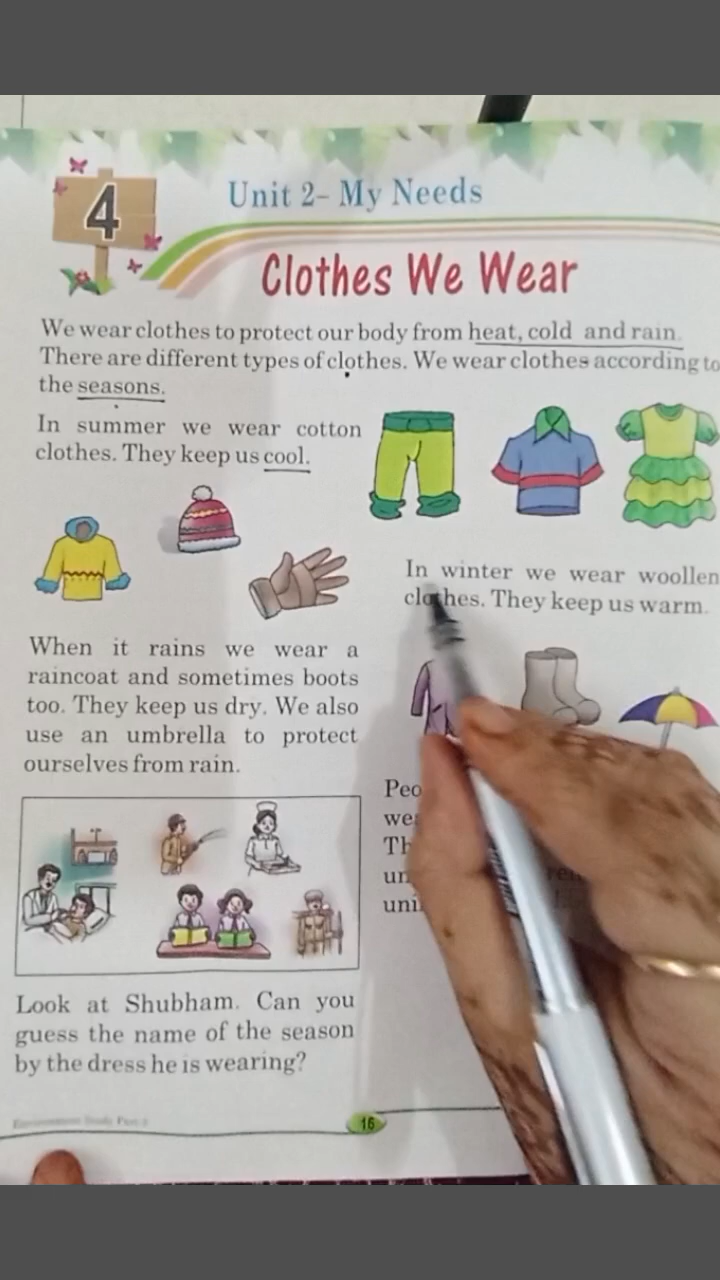 4
Unit 2- My Needs
Clothes We Wear
We wear clothes to protect our body from heat, cold and rain.
There are different types of clothes. We wear clothes according to
the seasons.
In summer we wear cotton
clothes. They keep us cool.
In winter we wear woollen
clothes. They keep us warm.
When it rains we wear a
raincoat and sometimes boots
too. They keep us dry. We also
use an umbrella to protect
ourselves from rain.
Look at Shubham. Can you
guess the name of the season
by the dress he is wearing?
16